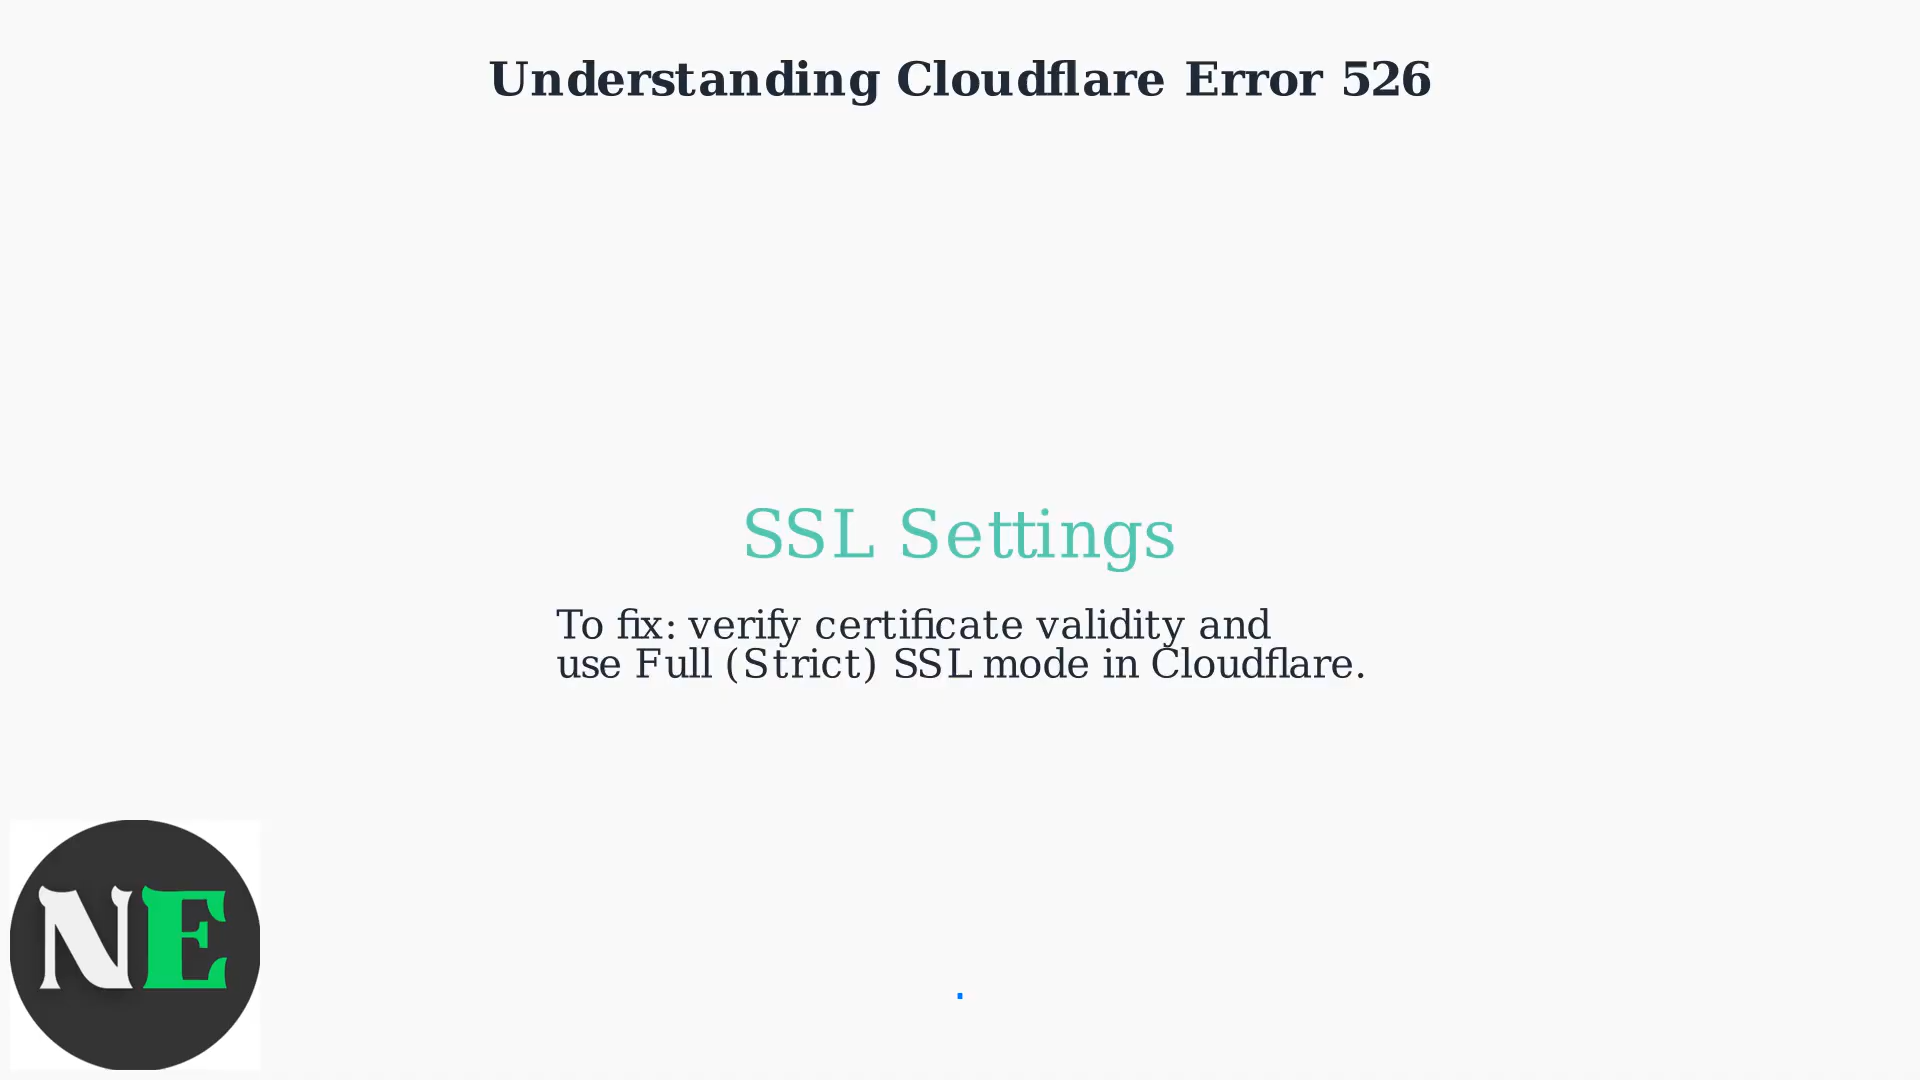 Understanding Cloudflare Error 526
SSL Settings
To fix: verify certificate validity and
use Full (Strict) SSL mode in Cloudflare.
NE
.